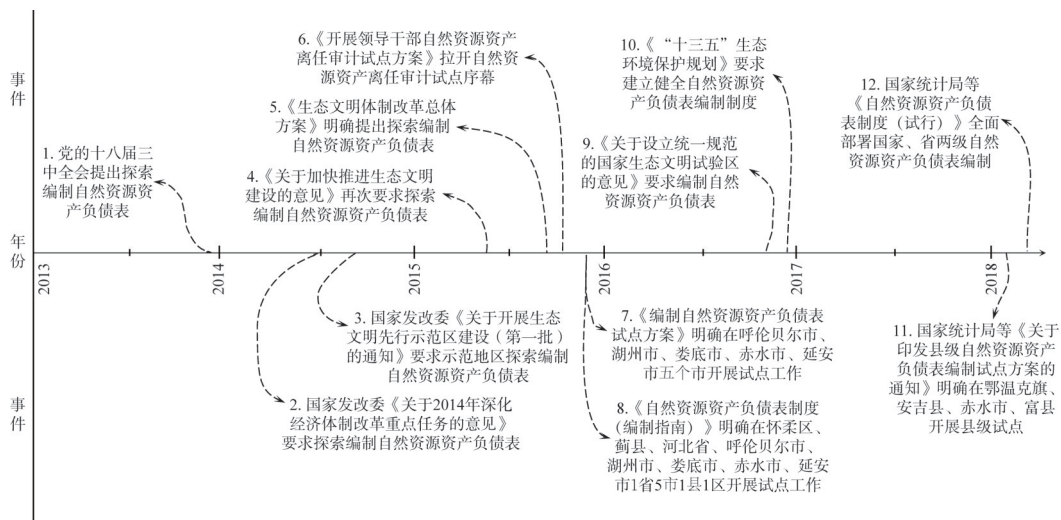 事件
6.《开展领导干部自然资源资产
离任审计试点方案》拉开自然资
源资产离任审计试点序幕
10.《 “十三五”生态
环境保护规划》要求
建立健全自然资源资
产负债表编制制度
12. 国家统计局等
《自然资源资产负债
表制度（试行）》全面
部署国家、省两级自然
资源资产负债表编制
5.《生态文明体制改革总体
方案》明确提出探索编制
自然资源资产负债表
9.《关于设立统一规范
的国家生态文明试验区
的意见》要求编制自然
资源资产负债表
1. 党的十八届三
中全会提出探索
编制自然资源资
产负债表
4.《关于加快推进生态文明
建设的意见》再次要求探索
编制自然资源资产负债表
年份
2013
2014
2015
2016
2017
2018
3. 国家发改委《关于开展生态
文明先行示范区建设（第一批）
的通知》要求示范地区探索编制
自然资源资产负债表
7.《编制自然资源资产负债表
试点方案》明确在呼伦贝尔市、
湖州市、娄底市、赤水市、延安
市五个市开展试点工作
11. 国家统计局等《关于
印发县级自然资源资产
负债表编制试点方案的
通知》明确在鄂温克旗、
安吉县、赤水市、富县
开展县级试点
事件
2. 国家发改委《关于2014年深化
经济体制改革重点任务的意见》
要求探索编制自然资源资产负债表
8.《自然资源资产负债表制度
（编制指南）》明确在怀柔区、
蓟县、河北省、呼伦贝尔市、
湖州市、娄底市、赤水市、延安
市1省5市1县1区开展试点工作